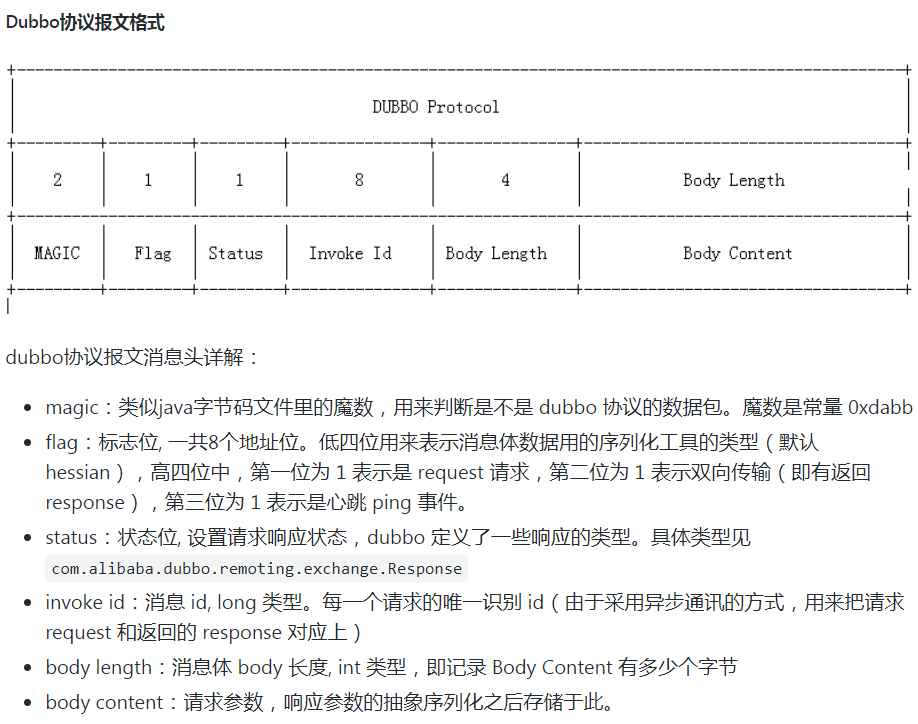 Dubbo协议报文格式
DUBBO Protocol
2 1 1 8 4 Body Length
MAGIC Flag Status Invoke Id Body Length Body Content
dubbo协议报文消息头详解：
• magic：类似java字节码文件里的魔数，用来判断是不是 dubbo 协议的数据包。魔数是常量 0xdabb
• flag：标志位, 一共8个地址位。低四位用来表示消息体数据用的序列化工具的类型（默认
hessian），高四位中，第一位为 1 表示是 request 请求，第二位为 1 表示双向传输（即有返回
response），第三位为 1 表示是心跳 ping 事件。
• status：状态位, 设置请求响应状态，dubbo 定义了一些响应的类型。具体类型见
com.alibaba.dubbo.remoting.exchange.Response
• invoke id：消息 id, long 类型。每一个请求的唯一识别 id（由于采用异步通讯的方式，用来把请求
request 和返回的 response 对应上）
• body length：消息体 body 长度, int 类型，即记录 Body Content 有多少个字节
• body content：请求参数，响应参数的抽象序列化之后存储于此。